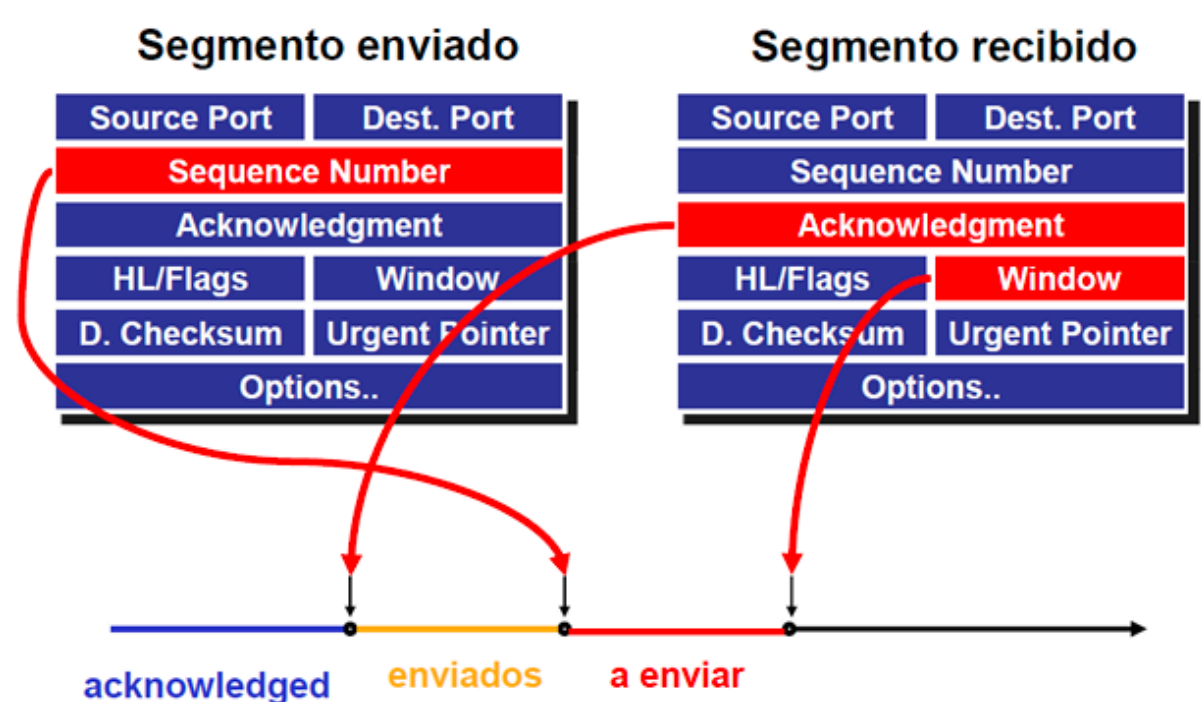 Segmento enviado
Source Port Dest. Port
Sequence Number
Acknowledgment
HL/Flags Window
D. Checksum Urgent Pointer
Options..
Segmento recibido
Source Port Dest. Port
Sequence Number
Acknowledgment
HL/Flags Window
D. Checksum Urgent Pointer
Options..
acknowledged enviados a enviar